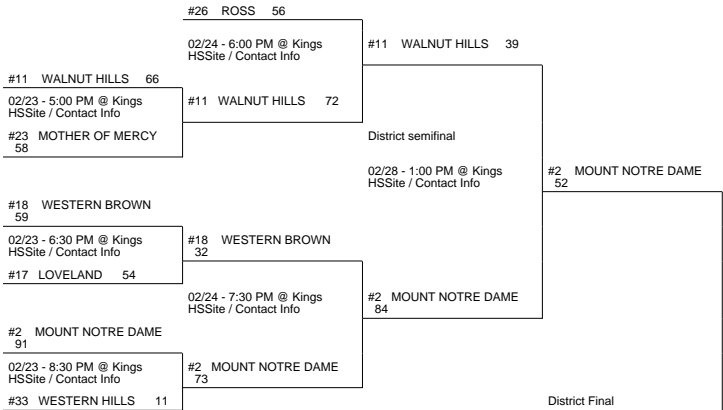 #26 ROSS 56
02/24 - 6:00 PM @ Kings
HSSite / Contact Info
#11 WALNUT HILLS 39
#11 WALNUT HILLS 66
02/23 - 5:00 PM @ Kings
HSSite / Contact Info
#11 WALNUT HILLS 72
#23 MOTHER OF MERCY
58
District semifinal
02/28 - 1:00 PM @ Kings
HSSite / Contact Info
#2 MOUNT NOTRE DAME
52
#18 WESTERN BROWN
59
02/23 - 6:30 PM @ Kings
HSSite / Contact Info
#18 WESTERN BROWN
32
#17 LOVELAND 54
02/24 - 7:30 PM @ Kings
HSSite / Contact Info
#2 MOUNT NOTRE DAME
84
#2 MOUNT NOTRE DAME
91
02/23 - 8:30 PM @ Kings
HSSite / Contact Info
#2 MOUNT NOTRE DAME
73
#33 WESTERN HILLS 11
District Final